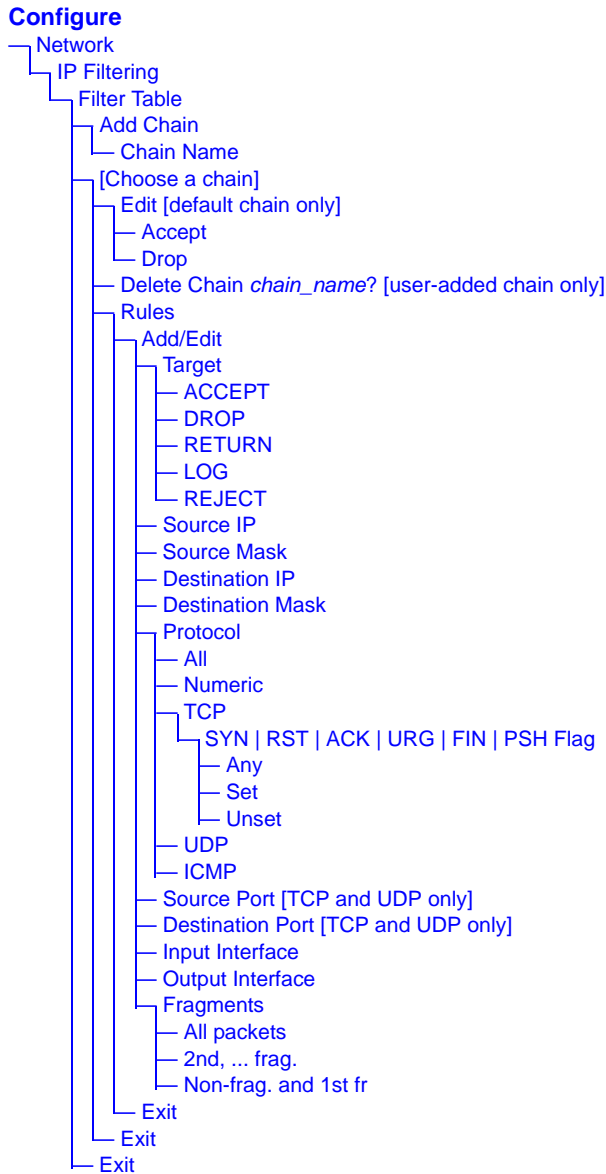 Configure
Network
IP Filtering
Filter Table
Add Chain
Chain Name
[Choose a chain]
Edit [default chain only]
Accept
Drop
Delete Chain chain_name? [user-added chain only]
Rules
Add/Edit
Target
ACCEPT
DROP
RETURN
LOG
REJECT
Source IP
Source Mask
Destination IP
Destination Mask
Protocol
All
Numeric
TCP
SYN | RST | ACK | URG | FIN | PSH Flag
Any
Set
Unset
UDP
ICMP
Source Port [TCP and UDP only]
Destination Port [TCP and UDP only]
Input Interface
Output Interface
Fragments
All packets
2nd, ... frag.
Non-frag. and 1st fr
Exit
Exit
Exit